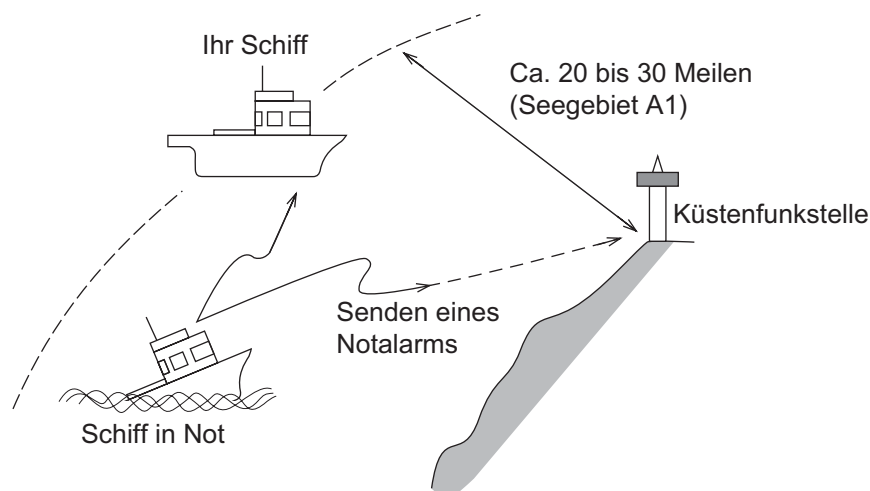 Ihr Schiff
Ca. 20 bis 30 Meilen
(Seegebiet A1)
Küstenfunkstelle
Senden eines
Notalarms
Schiff in Not